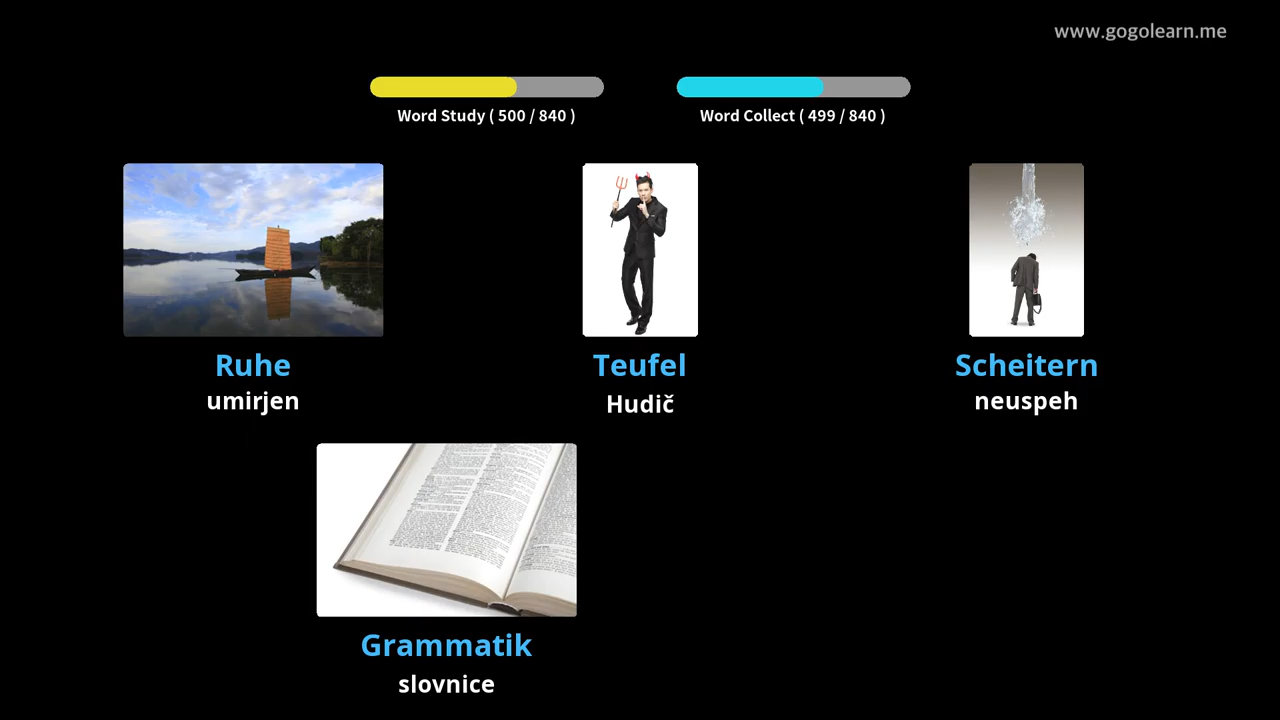 www.gogolearn.me
Word Study ( 500 / 840 )
Word Collect ( 499 / 840 )
Ruhe
umirjen
Teufel
Hudič
Scheitern
neuspeh
Grammatik
slovnice